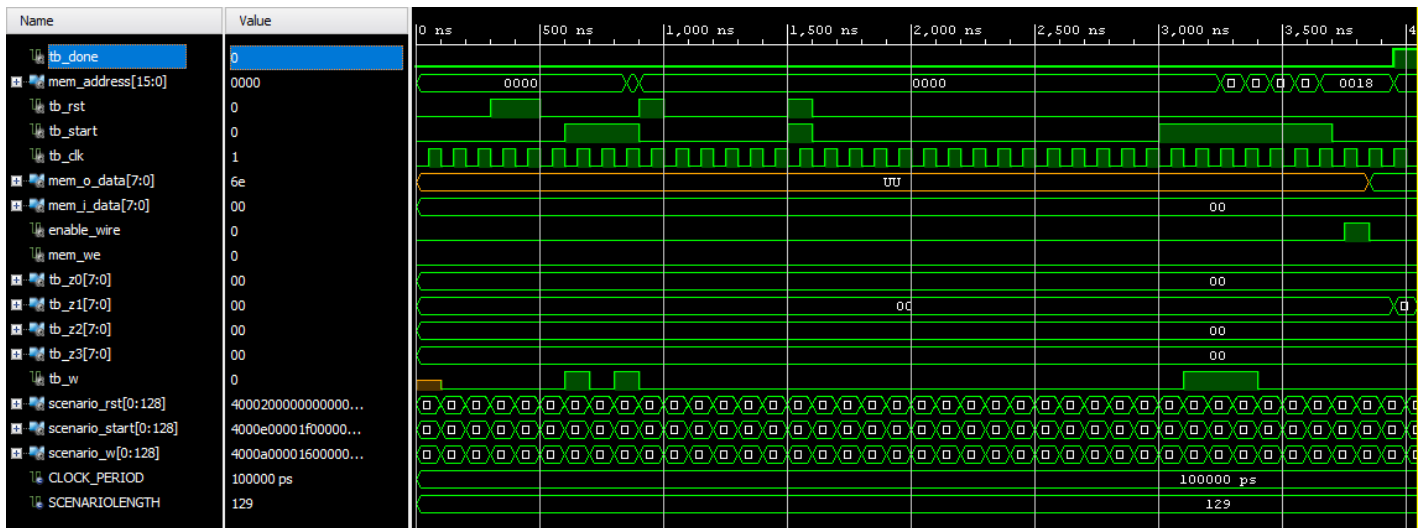 Name Value
0 ns 500 ns 1,000 ns 1,500 ns 2,000 ns 2,500 ns 3,000 ns 3,500 ns 4
tb_done 0
mem_address[15:0] 0000 0000 0000 0018
tb_rst 0
tb_start 0
tb_clk 1
mem_o_data[7:0] 6e UU
mem_i_data[7:0] 00 00
enable_wire 0
mem_we 0
tb_z0[7:0] 00 00
tb_z1[7:0] 00 00
tb_z2[7:0] 00 00
tb_z3[7:0] 00 00
tb_w 0
scenario_rst[0:128] 4000200000000000...
scenario_start[0:128] 4000e00001f00000...
scenario_w[0:128] 4000a00001600000...
CLOCK_PERIOD 100000 ps 100000 ps
SCENARIOLENGTH 129 129